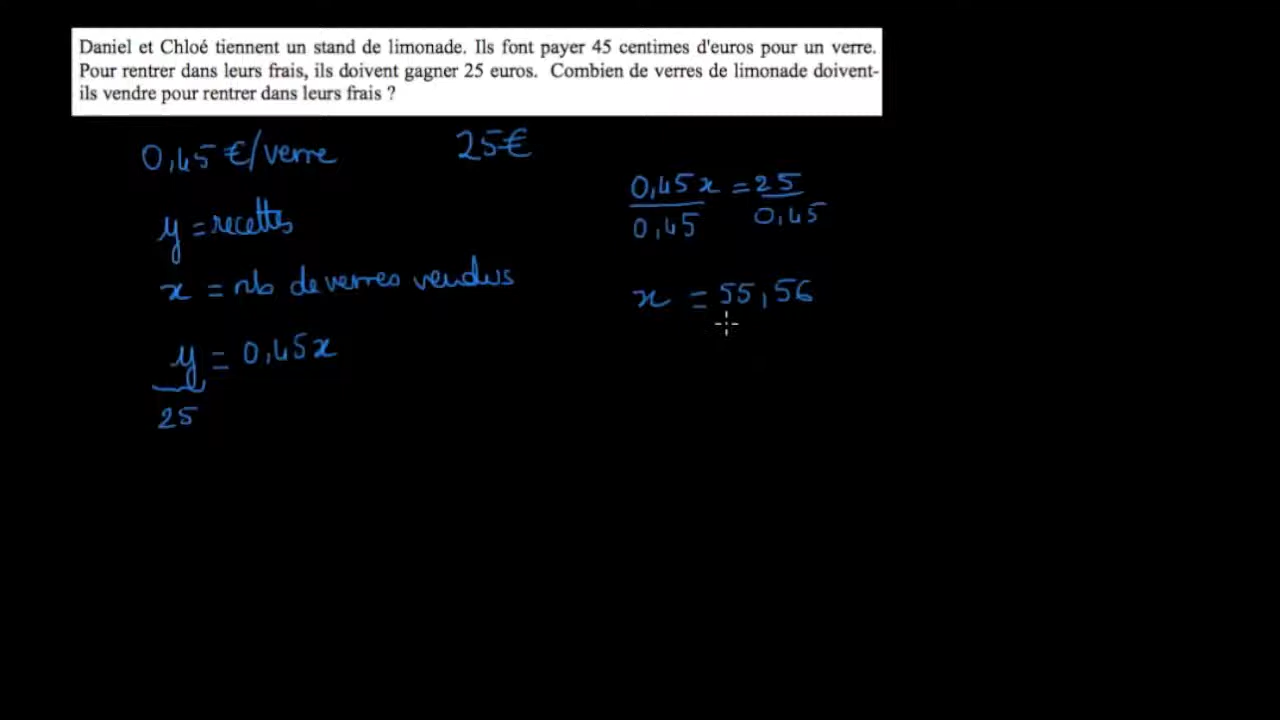 Daniel et Chloé tiennent un stand de limonade. Ils font payer 45 centimes d'euros pour un verre.
Pour rentrer dans leurs frais, ils doivent gagner 25 euros. Combien de verres de limonade doivent-
ils vendre pour rentrer dans leurs frais ?
0,45 €/verre
25€
y = recettes
x = nb de verres vendus
y = 0,45x
25
0,45x = 25
0,45 0,45
x = 55,56